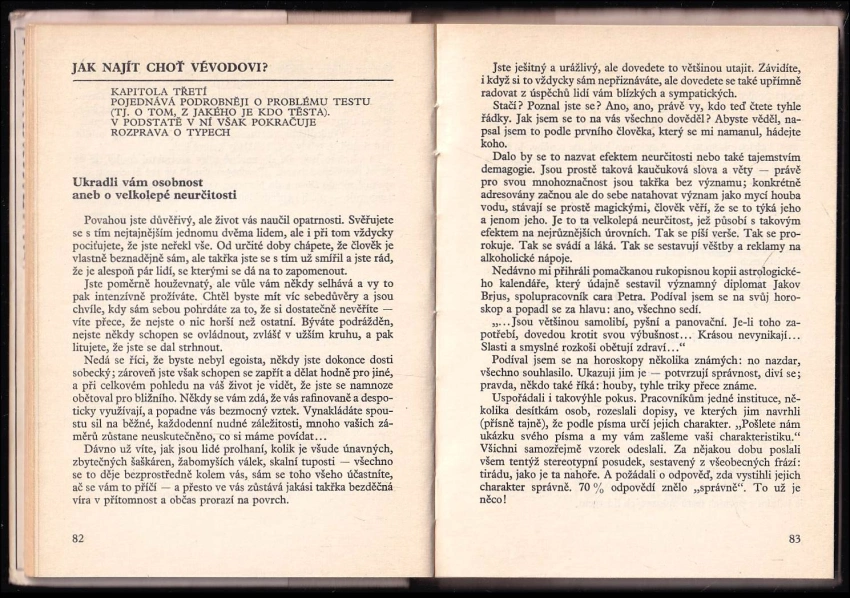 JAK NAJÍT CHOŤ VÉVODOVI?
KAPITOLA TŘETÍ
POJEDNÁVÁ PODROBNĚJI O PROBLÉMU TESTU
(TJ. O TOM, Z JAKÉHO JE KDO TĚSTA).
V PODSTATĚ V NÍ VŠAK POKRAČUJE
ROZPRAVA O TYPECH
Ukradli vám osobnost
aneb o velkolepé neurčitosti
Povahou jste důvěřivý, ale život vás naučil opatrnosti. Svěřujete
se s tím nejtajnějším jednomu dvěma lidem, ale i při tom vždycky
pociťujete, že jste neřekl vše. Od určité doby chápete, že člověk je
vlastně beznadějně sám, ale takřka jste se s tím už smířil a jste rád,
že je alespoň pár lidí, se kterými se dá na to zapomenout.
Jste poměrně houževnatý, ale vůle vám někdy selhává a vy to
pak intenzívně prožíváte. Chtěl byste mít víc sebedůvěry a jsou
chvíle, kdy sám sebou pohrdáte za to, že si dostatečně nevěříte —
víte přece, že nejste o nic horší než ostatní. Býváte podrážděn,
nejste někdy schopen se ovládnout, zvlášť v užším kruhu, a pak
litujete, že jste se dal strhnout.
Nedá se říci, že byste nebyl egoista, někdy jste dokonce dosti
sobecký; zároveň jste však schopen se zapřít a dělat hodně pro jiné,
a při celkovém pohledu na váš život je vidět, že jste se namnoze
obětoval pro bližního. Někdy se vám zdá, že vás rafinovaně a despo-
ticky využívají, a popadne vás bezmocný vztek. Vynakládáte spou-
stu sil na běžné, každodenní nudné záležitosti, mnoho vašich zá-
měrů zůstane neuskutečněno, co si máme povídat...
Dávno už víte, jak jsou lidé prolhaní, kolik je všude únavných,
zbytečných šaškáren, žabomyších válek, skalní tuposti — všechno
se to děje bezprostředně kolem vás, sám se toho všeho účastníte,
ač se vám to příčí — a přesto ve vás zůstává jakási takřka bezděčná
víra v přítomnost a občas prorazí na povrch.
82
Jste ješitný a urážlivý, ale dovedete to většinou utajit. Závidíte,
i když si to vždycky sám nepřiznáváte, ale dovedete se také upřímně
radovat z úspěchů lidí vám blízkých a sympatických.
Stačí? Poznal jste se? Ano, ano, právě vy, kdo teď čtete tyhle
řádky. Jak jsem se to na vás všechno dověděl? Abyste věděl, na-
psal jsem to podle prvního člověka, který se mi namanul, hádejte
koho.
Dalo by se to nazvat efektem neurčitosti nebo také tajemstvím
demagogie. Jsou prostě taková kaučuková slova a věty — právě
pro svou mnohoznačnost jsou takřka bez významu; konkrétně
adresovány začnou ale do sebe natahovat význam jako mycí houba
vodu, stávají se prostě magickými, člověk věří, že se to týká jeho
a jenom jeho. Je to ta velkolepá neurčitost, jež působí s takovým
efektem na nejrůznějších úrovních. Tak se píší verše. Tak se pro-
rokuje. Tak se svádí a láká. Tak se sestavují věštby a reklamy na
alkoholické nápoje.
Nedávno mi přihráli pomačkanou rukopisnou kopii astrologické-
ho kalendáře, který údajně sestavil významný diplomat Jakov
Brjus, spolupracovník cara Petra. Podíval jsem se na svůj horo-
skop a popadl se za hlavu: ano, všechno sedí.
„...Jsou většinou samolibí, pyšní a panovační. Je-li toho za-
potřebí, dovedou krotit svou výbušnost... Krásou nevynikají...
Slasti a smyslné rozkoši obětují zdraví...“
Podíval jsem se na horoskopy několika známých: no nazdar,
všechno souhlasilo. Ukazuji jim je — potvrzují správnost, diví se;
pravda, někdo také říká: houby, tyhle triky přece známe.
Uspořádali i takovýhle pokus. Pracovníkům jedné instituce, ně-
kolika desítkám osob, rozeslali dopisy, ve kterých jim navrhli
(přísně tajně), že podle písma určí jejich charakter. „Pošlete nám
ukázku svého písma a my vám zašleme vaši charakteristiku.“
Všichni samozřejmě vzorek odeslali. Za nějakou dobu poslali
všem tentýž stereotypní posudek, sestavený z všeobecných frází:
tirádu, jako je ta nahoře. A požádali o odpověď, zda vystihli jejich
charakter správně. 70 % odpovědí znělo „správně“. To už je
něco!
83